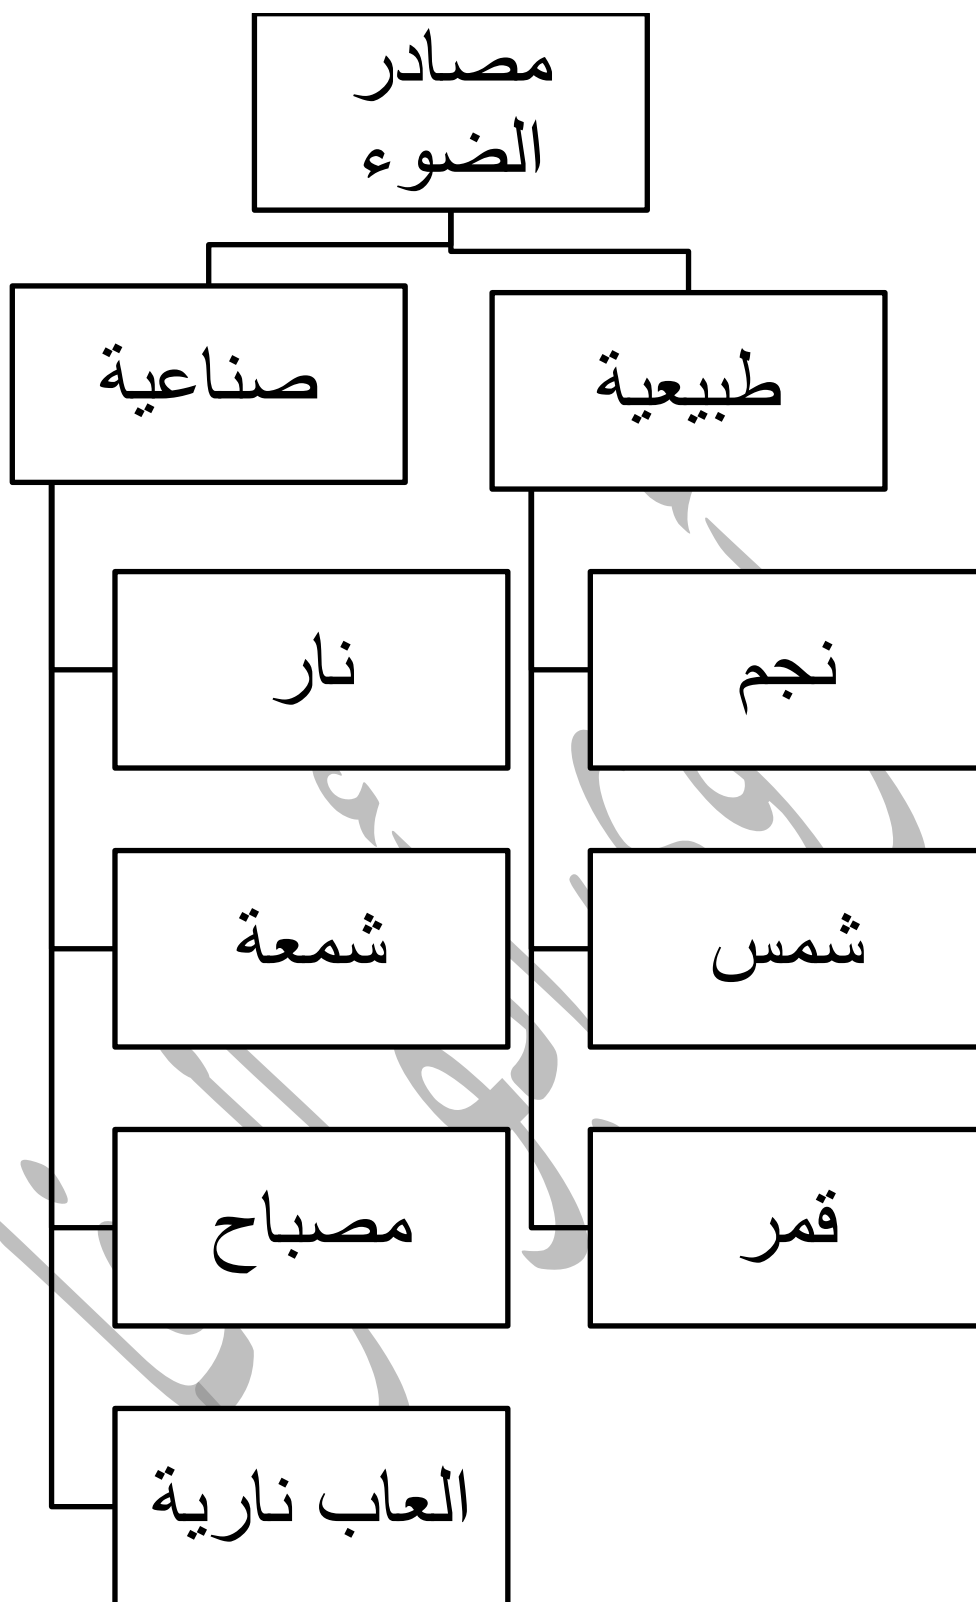 مصادر
الضوء
طبيعية
نجم
شمس
قمر
صناعية
نار
شمعة
مصباح
العاب نارية